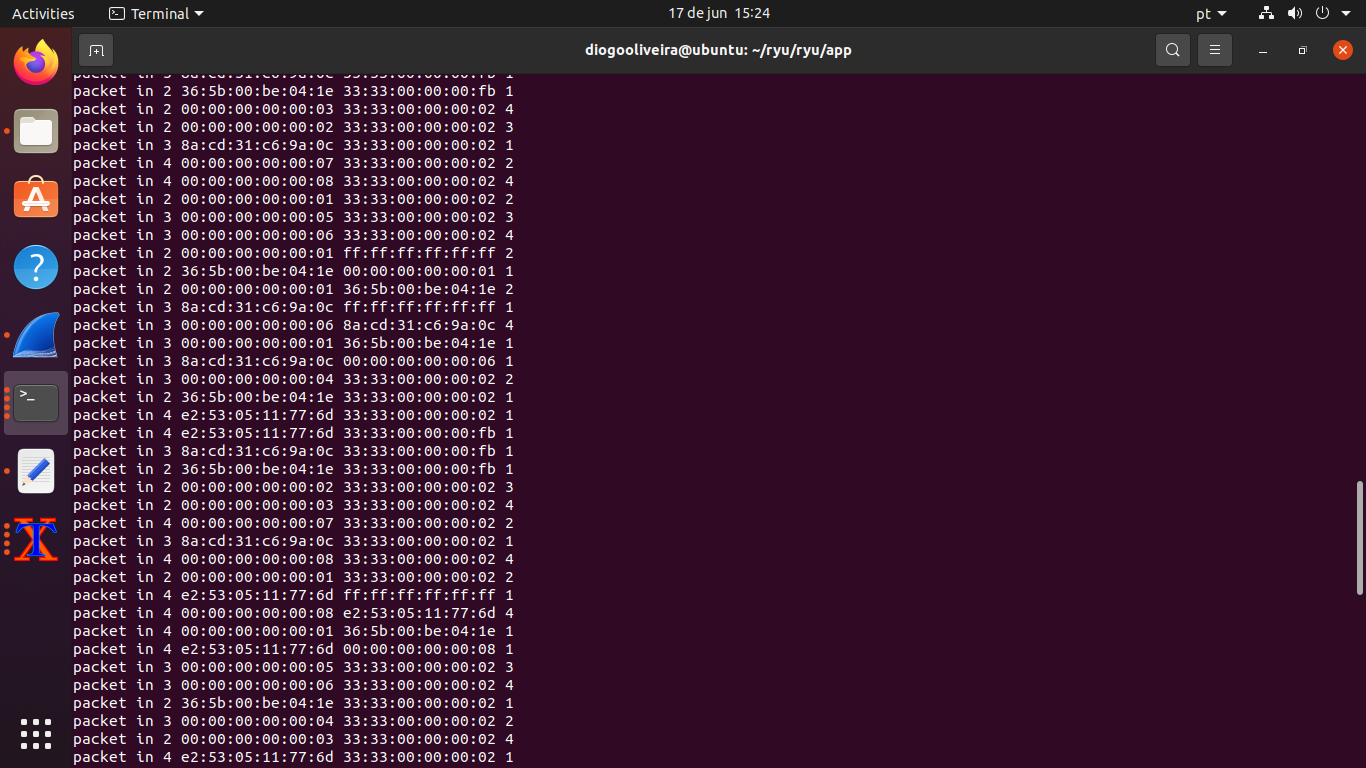 Activities
Terminal
17 de jun 15:24
pt
diogooliveira@ubuntu: ~/ryu/ryu/app
packet in 3 8a:cd:31:c6:9a:0c 33:33:00:00:00:fb 1
packet in 2 36:5b:00:be:04:1e 33:33:00:00:00:fb 1
packet in 2 00:00:00:00:00:03 33:33:00:00:00:02 4
packet in 2 00:00:00:00:00:02 33:33:00:00:00:02 3
packet in 3 8a:cd:31:c6:9a:0c 33:33:00:00:00:02 1
packet in 4 00:00:00:00:00:07 33:33:00:00:00:02 2
packet in 4 00:00:00:00:00:08 33:33:00:00:00:02 4
packet in 2 00:00:00:00:00:01 33:33:00:00:00:02 2
packet in 3 00:00:00:00:00:05 33:33:00:00:00:02 3
packet in 3 00:00:00:00:00:06 33:33:00:00:00:02 4
packet in 2 00:00:00:00:00:01 ff:ff:ff:ff:ff:ff 2
packet in 2 36:5b:00:be:04:1e 00:00:00:00:00:01 1
packet in 2 00:00:00:00:00:01 36:5b:00:be:04:1e 2
packet in 3 8a:cd:31:c6:9a:0c ff:ff:ff:ff:ff:ff 1
packet in 3 00:00:00:00:00:06 8a:cd:31:c6:9a:0c 4
packet in 3 00:00:00:00:00:01 36:5b:00:be:04:1e 1
packet in 3 8a:cd:31:c6:9a:0c 00:00:00:00:00:06 1
packet in 3 00:00:00:00:00:04 33:33:00:00:00:02 2
packet in 2 36:5b:00:be:04:1e 33:33:00:00:00:02 1
packet in 4 e2:53:05:11:77:6d 33:33:00:00:00:02 1
packet in 4 e2:53:05:11:77:6d 33:33:00:00:00:fb 1
packet in 3 8a:cd:31:c6:9a:0c 33:33:00:00:00:fb 1
packet in 2 36:5b:00:be:04:1e 33:33:00:00:00:fb 1
packet in 2 00:00:00:00:00:02 33:33:00:00:00:02 3
packet in 2 00:00:00:00:00:03 33:33:00:00:00:02 4
packet in 4 00:00:00:00:00:07 33:33:00:00:00:02 2
packet in 3 8a:cd:31:c6:9a:0c 33:33:00:00:00:02 1
packet in 4 00:00:00:00:00:08 33:33:00:00:00:02 4
packet in 2 00:00:00:00:00:01 33:33:00:00:00:02 2
packet in 4 e2:53:05:11:77:6d ff:ff:ff:ff:ff:ff 1
packet in 4 00:00:00:00:00:08 e2:53:05:11:77:6d 4
packet in 4 00:00:00:00:00:01 36:5b:00:be:04:1e 1
packet in 4 e2:53:05:11:77:6d 00:00:00:00:00:08 1
packet in 3 00:00:00:00:00:05 33:33:00:00:00:02 3
packet in 3 00:00:00:00:00:06 33:33:00:00:00:02 4
packet in 2 36:5b:00:be:04:1e 33:33:00:00:00:02 1
packet in 3 00:00:00:00:00:04 33:33:00:00:00:02 2
packet in 2 00:00:00:00:00:03 33:33:00:00:00:02 4
packet in 4 e2:53:05:11:77:6d 33:33:00:00:00:02 1